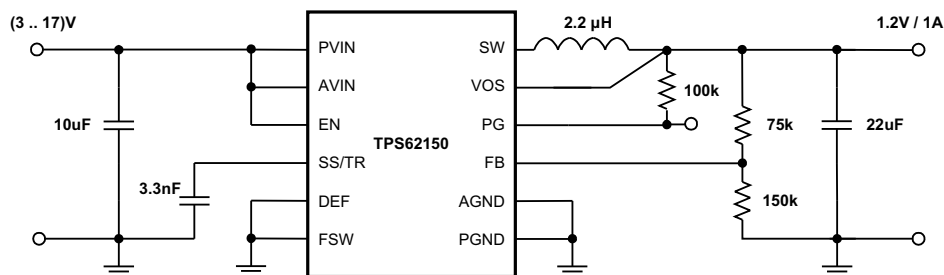 (3 .. 17)V
2.2 µH
1.2V / 1A
PVIN
SW
AVIN
VOS
100k
10uF
EN
PG
75k
22uF
TPS62150
SS/TR
FB
3.3nF
DEF
AGND
150k
FSW
PGND